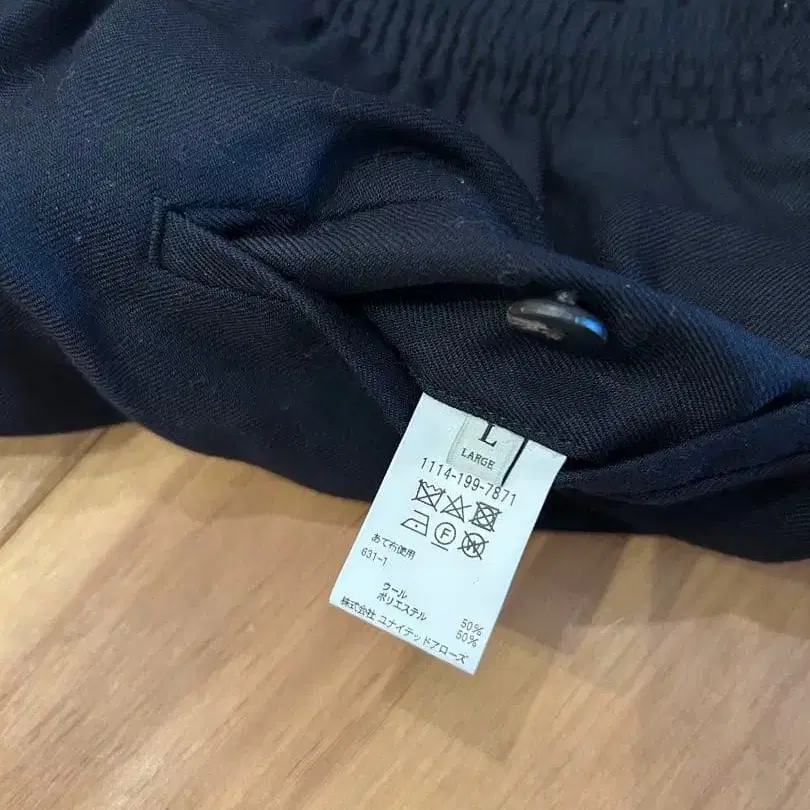 L
LARGE
1114-199-7871
F
W
あて布使用
631-1
ウール 50%
ポリエステル 50%
株式会社 ユナイテッドアローズ